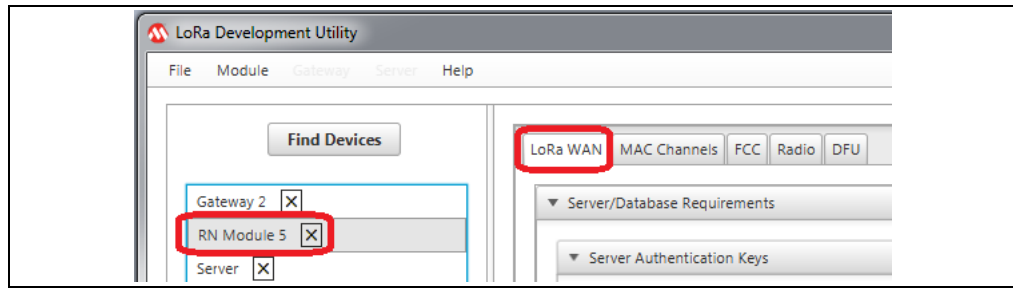 LoRa Development Utility
File Module Gateway Server Help
Find Devices
LoRa WAN MAC Channels FCC Radio DFU
Gateway 2
Server/Database Requirements
RN Module 5
Server Authentication Keys
Server